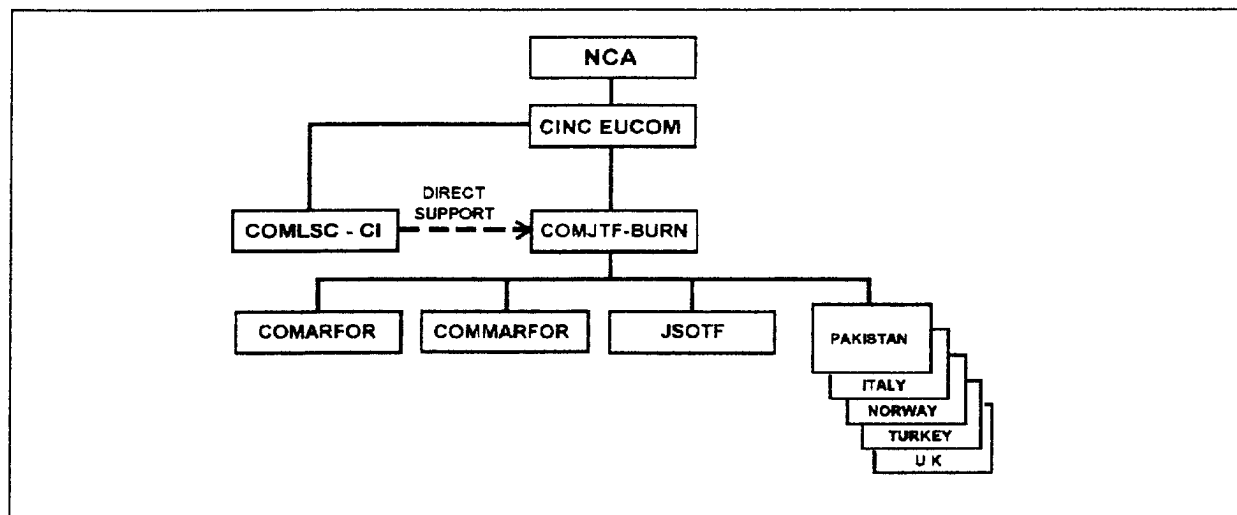 NCA
CINC EUCOM
DIRECT
SUPPORT
COMLSC - CI
COMJTF-BURN
COMARFOR
COMMARFOR
JSOTF
PAKISTAN
ITALY
NORWAY
TURKEY
U K